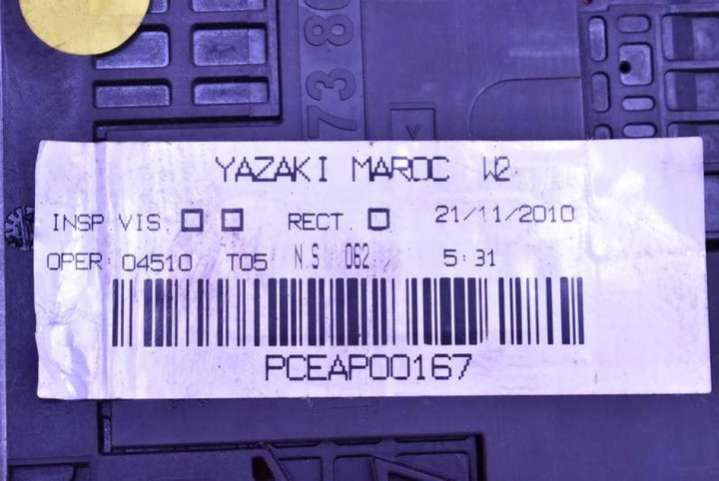 73 80
YAZAKI MAROC W2
INSP VIS. RECT. 21/11/2010
OPER: 04510 T05 N.S 062 5:31
PCEAP00167